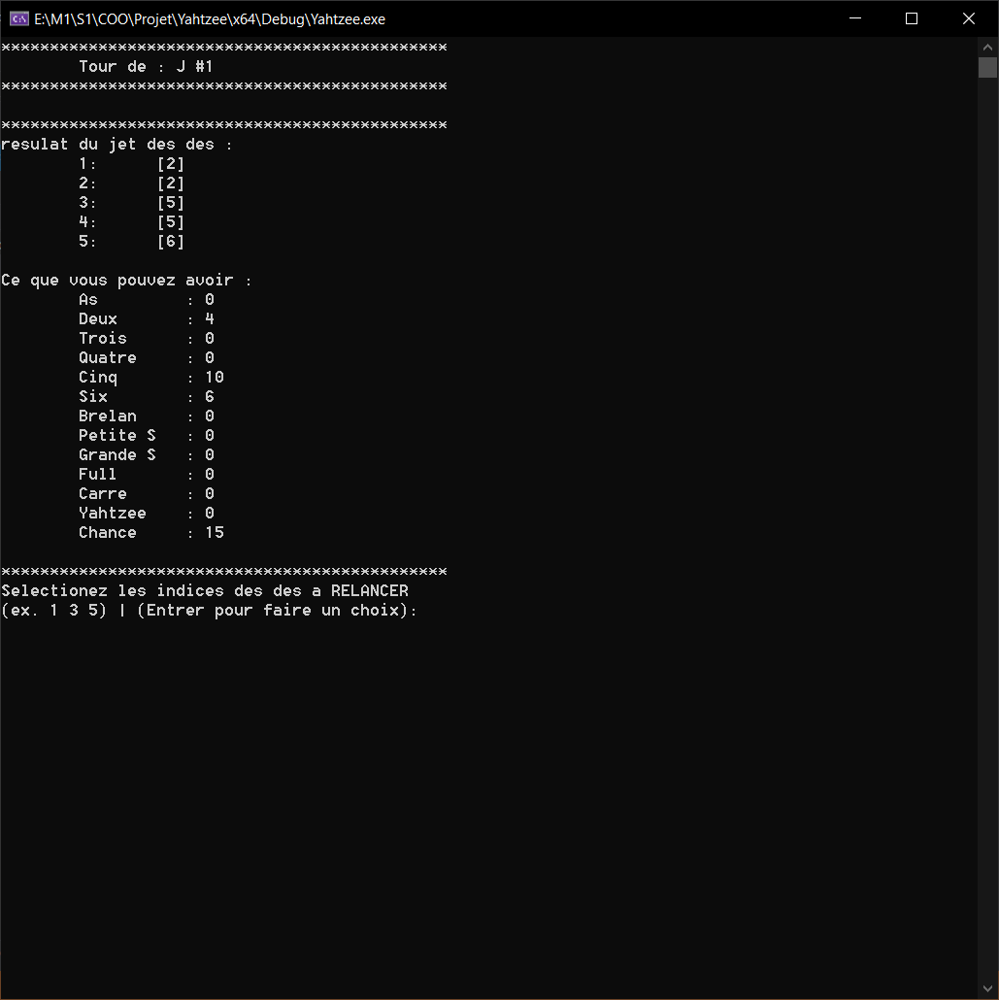 E:\M1\S1\COO\Projet\Yahtzee\x64\Debug\Yahtzee.exe
**********************************************
Tour de : J #1
**********************************************
**********************************************
resulat du jet des des :
1: [2]
2: [2]
3: [5]
4: [5]
5: [6]
Ce que vous pouvez avoir :
As : 0
Deux : 4
Trois : 0
Quatre : 0
Cinq : 10
Six : 6
Brelan : 0
Petite S : 0
Grande S : 0
Full : 0
Carre : 0
Yahtzee : 0
Chance : 15
**********************************************
Selectionez les indices des des a RELANCER
(ex. 1 3 5) | (Entrer pour faire un choix):